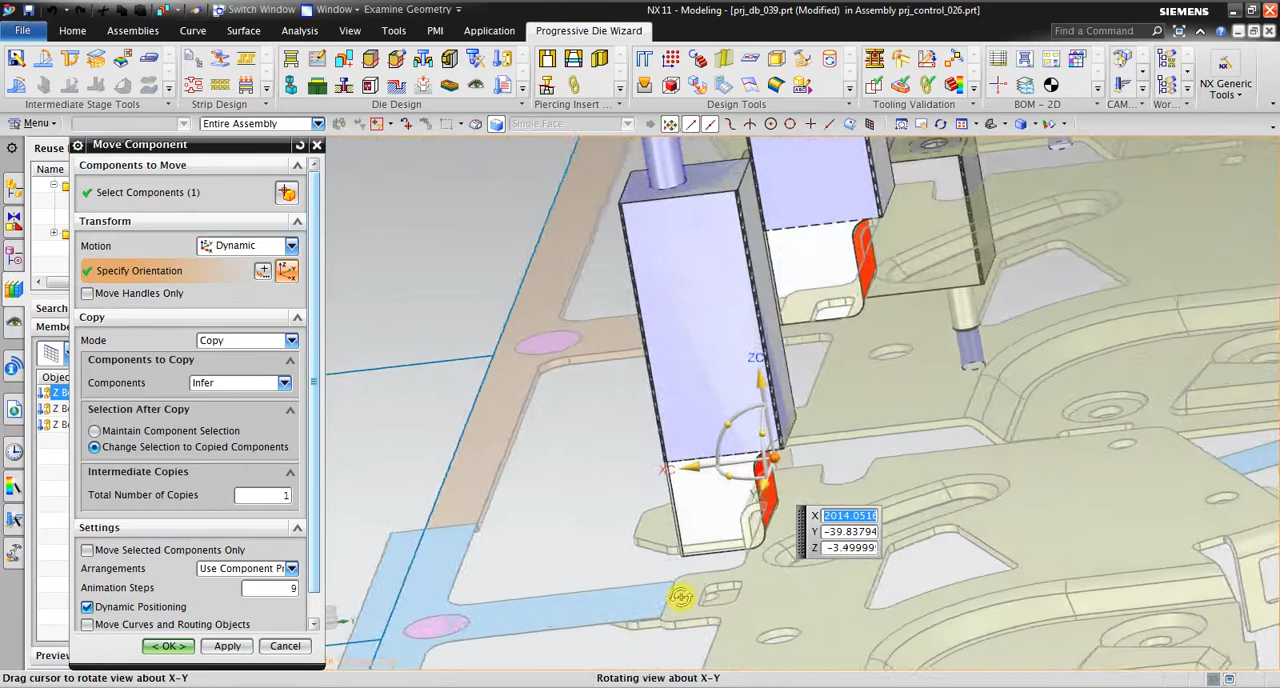 Switch Window Window Examine Geometry NX 11 - Modeling - [prj_db_039.prt (Modified) in Assembly prj_control_026.prt] SIEMENS
File Home Assemblies Curve Surface Analysis View Tools PMI Application Progressive Die Wizard Find a Command
NX Generic
Tools
Intermediate Stage Tools Strip Design Die Design Piercing Insert ... Design Tools Tooling Validation BOM - 2D CAM... Wor...
Menu Entire Assembly Single Face
Move Component
Reuse
Components to Move
Name
Select Components (1)
Transform
Motion Dynamic
Specify Orientation
Move Handles Only
Search
Copy
Membe
Mode Copy
Components to Copy
Objec
Components Infer
Z B
Z B
Z B
Selection After Copy
Maintain Component Selection
Change Selection to Copied Components
Intermediate Copies
Total Number of Copies 1
Settings
Move Selected Components Only
Arrangements Use Component Pr
Animation Steps 9
Dynamic Positioning
Move Curves and Routing Objects
< OK > Apply Cancel
Previe
ZC
XC
X 2014.0516
Y -39.83794
Z -3.49999
Drag cursor to rotate view about X-Y Rotating view about X-Y